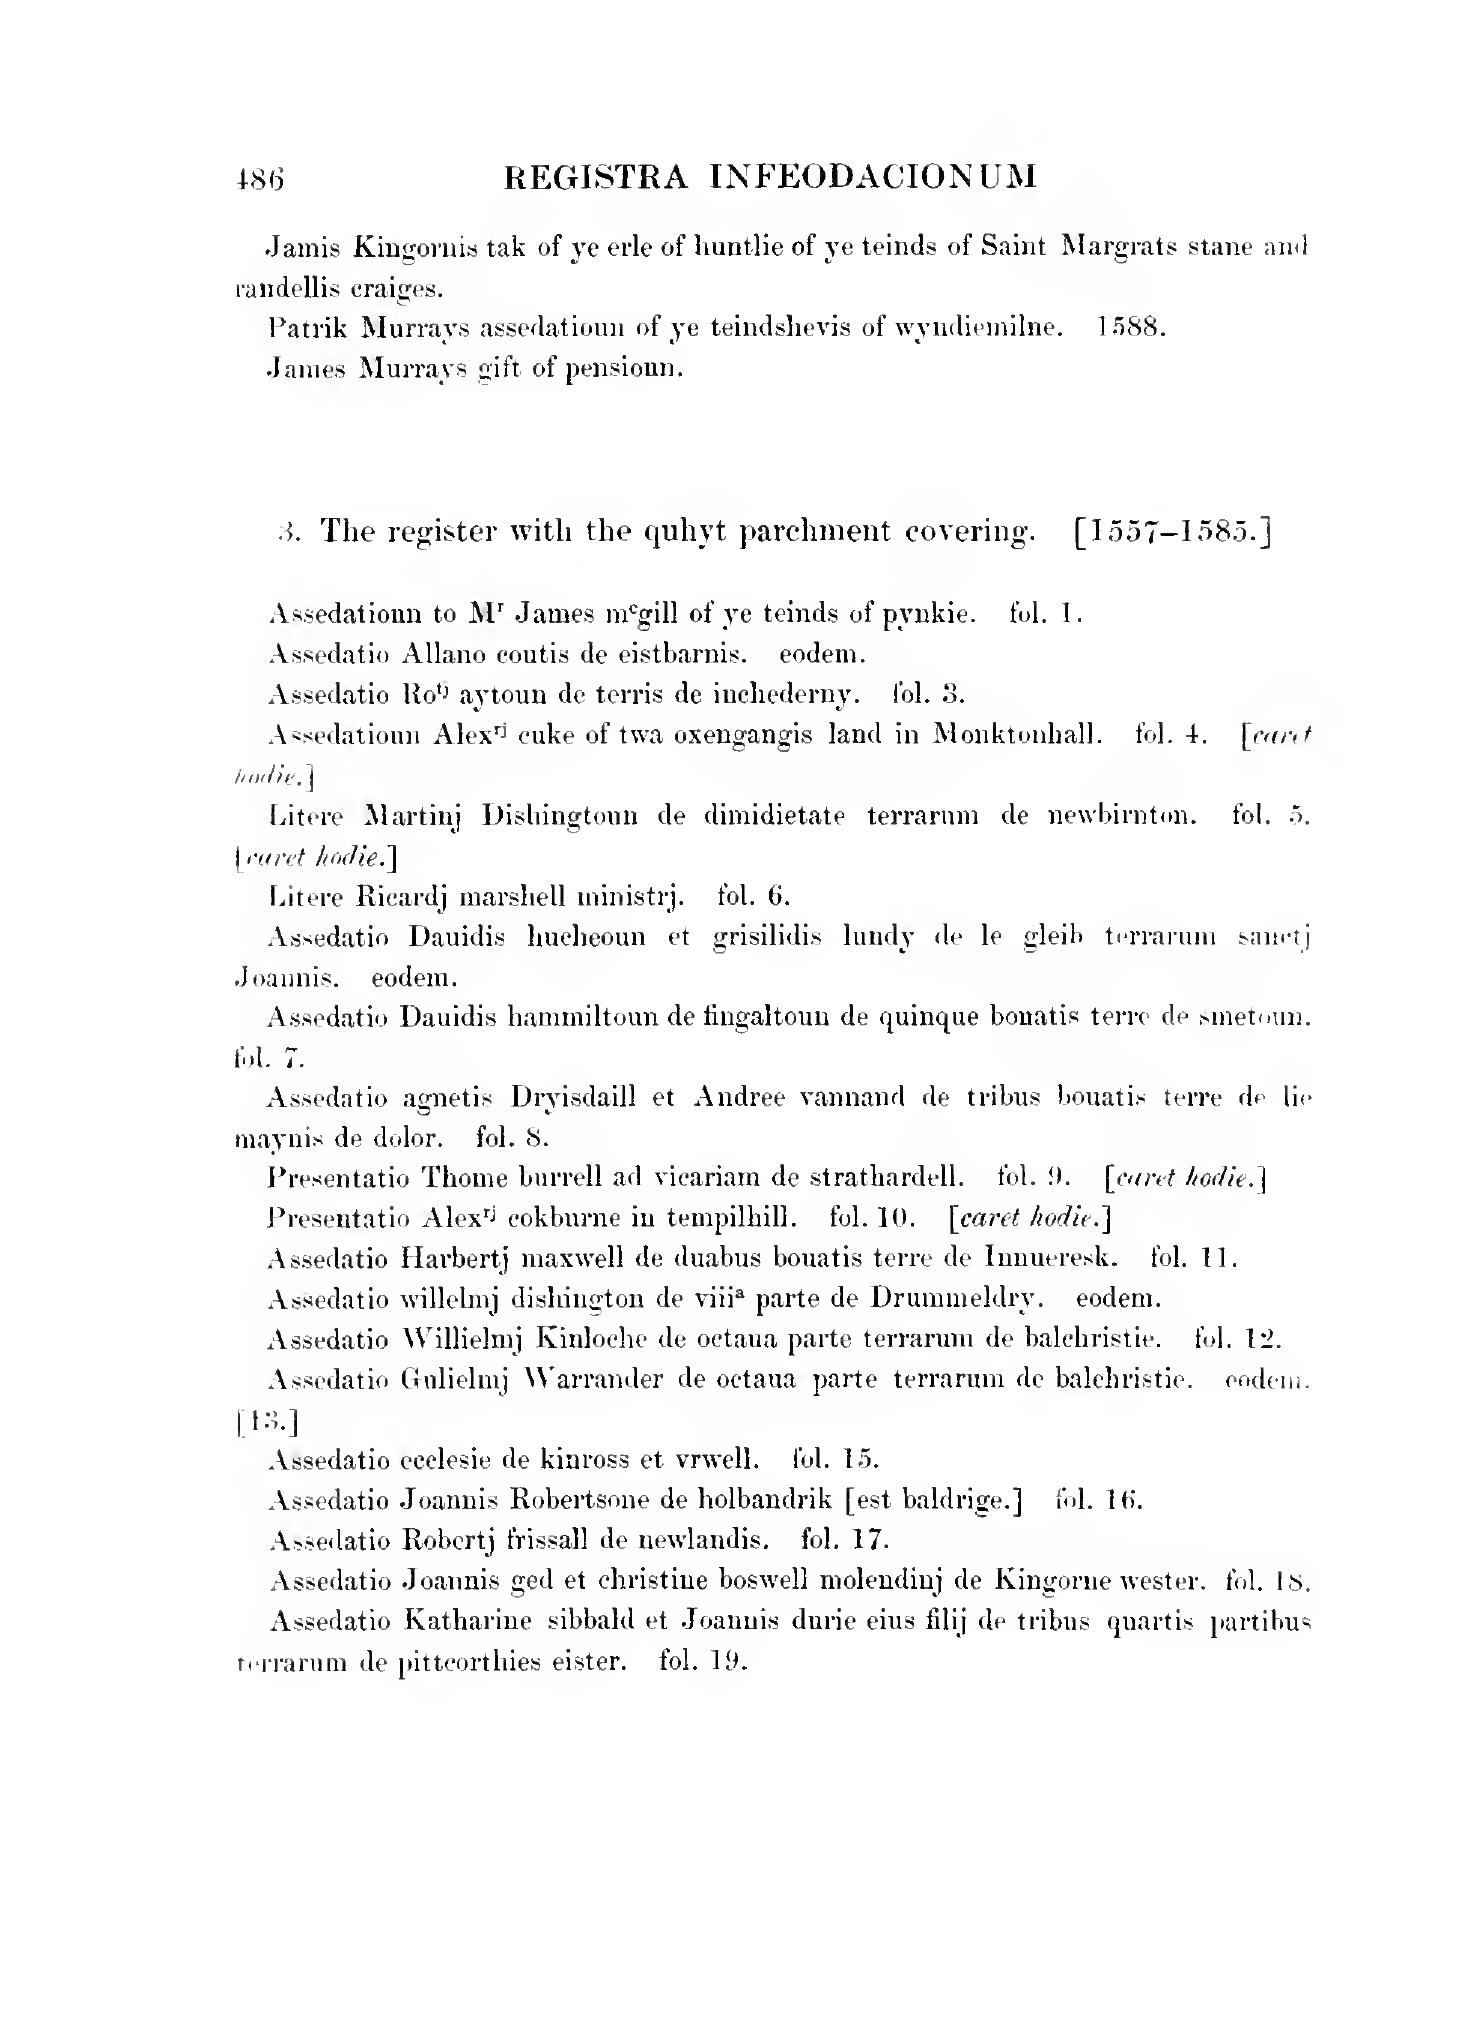 486 REGISTRA INFEODACIONUM
Jamis Kingornis tak of ye erle of huntlie of ye teinds of Saint Margrats stane and
randellis craiges.
Patrik Murrays assedatioun of ye teindshevis of wyndiemilne. 1588.
James Murrays gift of pensioun.
3. The register with the quhyt parchment covering. [1557–1585.]
Assedatioun to Mʳ James mᶜgill of ye teinds of pynkie. fol. 1.
Assedatio Allano coutis de eistbarnis. eodem.
Assedatio Roᵗʲ aytoun de terris de inchederny. fol. 3.
Assedatioun Alexʳʲ cuke of twa oxengangis land in Monktonhall. fol. 4. [caret
hodie.]
Litere Martinj Dishingtoun de dimidietate terrarum de newbirnton. fol. 5.
[caret hodie.]
Litere Ricardj marshell ministrj. fol. 6.
Assedatio Dauidis hucheoun et grisilidis lundy de le gleib terrarum sanctj
Joannis. eodem.
Assedatio Dauidis hammiltoun de fingaltoun de quinque bouatis terre de smetoun.
fol. 7.
Assedatio agnetis Dryisdaill et Andree vannand de tribus bouatis terre de lie
maynis de dolor. fol. 8.
Presentatio Thome burrell ad vicariam de strathardell. fol. 9. [caret hodie.]
Presentatio Alexʳʲ cokburne in tempilhill. fol. 10. [caret hodie.]
Assedatio Harbertj maxwell de duabus bouatis terre de Innueresk. fol. 11.
Assedatio willelmj dishington de viiiᵃ parte de Drummeldry. eodem.
Assedatio Willielmj Kinloche de octaua parte terrarum de balchristie. fol. 12.
Assedatio Gulielmj Warrander de octaua parte terrarum de balchristie. eodem.
[13.]
Assedatio ecclesie de kinross et vrwell. fol. 15.
Assedatio Joannis Robertsone de holbandrik [est baldrige.] fol. 16.
Assedatio Robertj frissall de newlandis. fol. 17.
Assedatio Joannis ged et christine boswell molendinj de Kingorne wester. fol. 18.
Assedatio Katharine sibbald et Joannis durie eius filij de tribus quartis partibus
terrarum de pittcorthies eister. fol. 19.